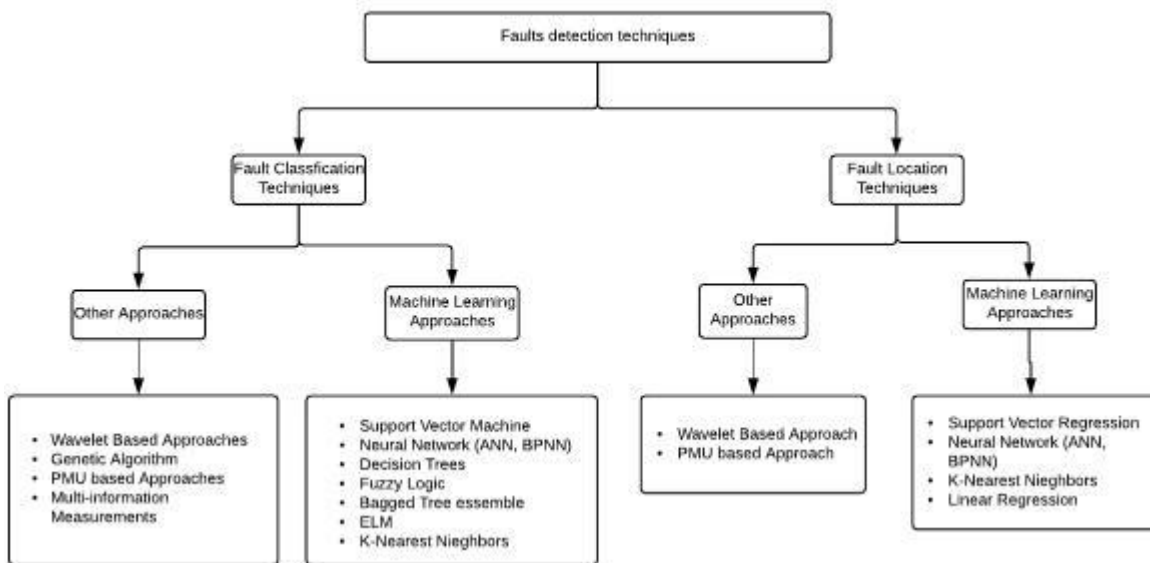 Faults detection techniques
Fault Classfication
Techniques
Fault Location
Techniques
Other Approaches
Machine Learning
Approaches
Other
Approaches
Machine Learning
Approaches
• Wavelet Based Approaches
• Genetic Algorithm
• PMU based Approaches
• Multi-information
Measurements
• Support Vector Machine
• Neural Network (ANN, BPNN)
• Decision Trees
• Fuzzy Logic
• Bagged Tree essemble
• ELM
• K-Nearest Nieghbors
• Wavelet Based Approach
• PMU based Approach
• Support Vector Regression
• Neural Network (ANN,
BPNN)
• K-Nearest Nieghbors
• Linear Regression